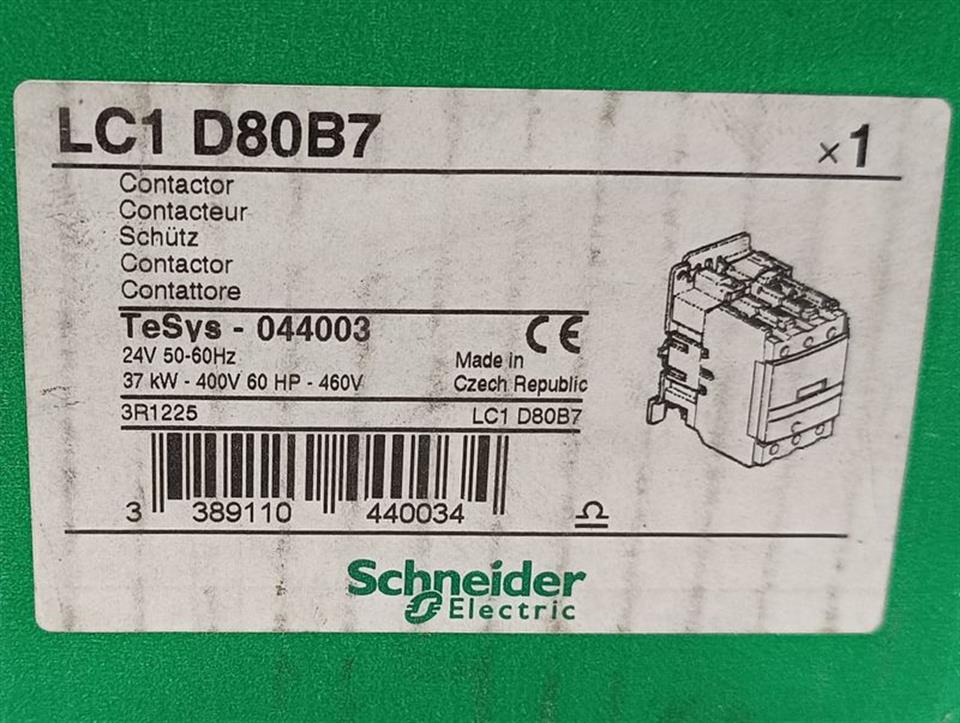 LC1 D80B7 ×1
Contactor
Contacteur
Schütz
Contactor
Contattore
TeSys - 044003 CE
24V 50-60Hz
37 kW - 400V 60 HP - 460V
Made in
Czech Republic
3R1225 LC1 D80B7
3 389110 440034
Schneider
Electric